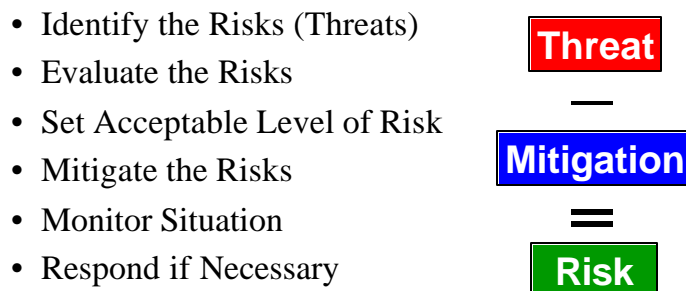 • Identify the Risks (Threats)
• Evaluate the Risks
• Set Acceptable Level of Risk
• Mitigate the Risks
• Monitor Situation
• Respond if Necessary
Threat
—
Mitigation
=
Risk